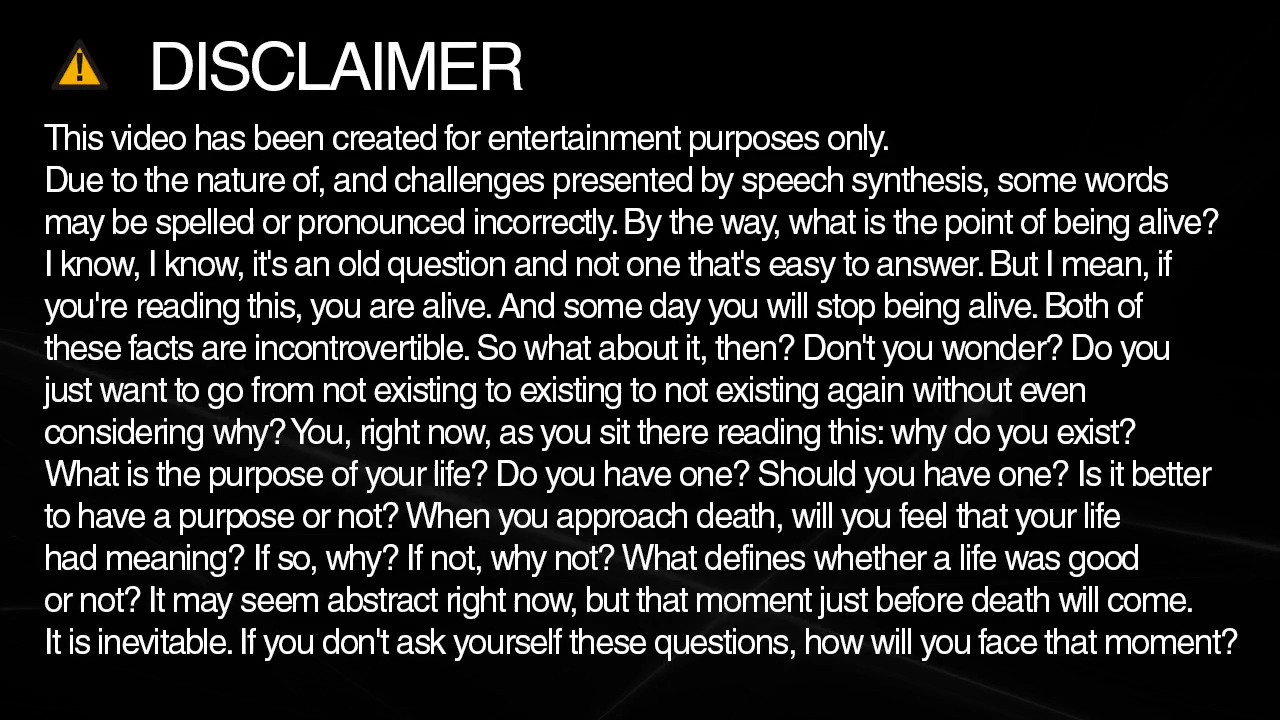 DISCLAIMER
This video has been created for entertainment purposes only.
Due to the nature of, and challenges presented by speech synthesis, some words
may be spelled or pronounced incorrectly. By the way, what is the point of being alive?
I know, I know, it's an old question and not one that's easy to answer. But I mean, if
you're reading this, you are alive. And some day you will stop being alive. Both of
these facts are incontrovertible. So what about it, then? Don't you wonder? Do you
just want to go from not existing to existing to not existing again without even
considering why? You, right now, as you sit there reading this: why do you exist?
What is the purpose of your life? Do you have one? Should you have one? Is it better
to have a purpose or not? When you approach death, will you feel that your life
had meaning? If so, why? If not, why not? What defines whether a life was good
or not? It may seem abstract right now, but that moment just before death will come.
It is inevitable. If you don't ask yourself these questions, how will you face that moment?